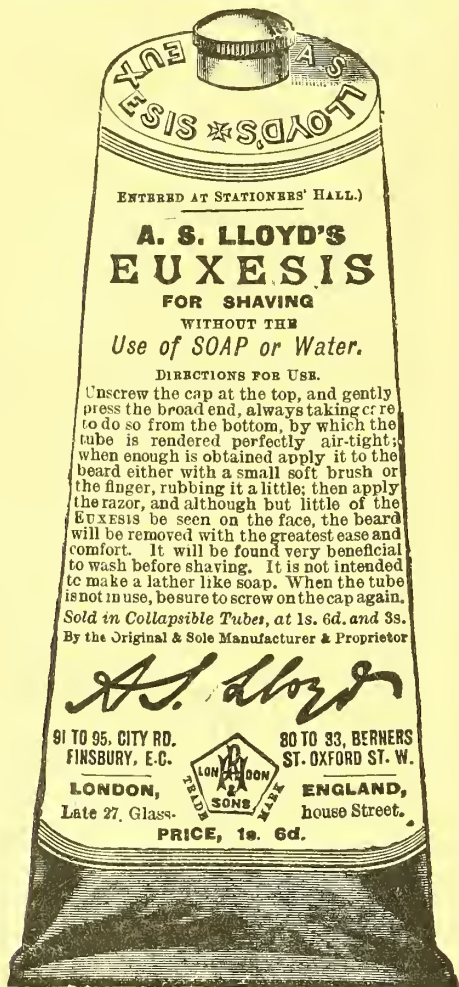 A. S. LLOYD'S ✠ EUXESIS
ENTERED AT STATIONERS' HALL.)
A. S. LLOYD'S
EUXESIS
FOR SHAVING
WITHOUT THE
Use of SOAP or Water.
DIRECTIONS FOR USE.
Unscrew the cap at the top, and gently
press the broad end, always taking care
to do so from the bottom, by which the
tube is rendered perfectly air-tight;
when enough is obtained apply it to the
beard either with a small soft brush or
the finger, rubbing it a little; then apply
the razor, and although but little of the
EUXESIS be seen on the face, the beard
will be removed with the greatest ease and
comfort. It will be found very beneficial
to wash before shaving. It is not intended
to make a lather like soap. When the tube
is not in use, be sure to screw on the cap again.
Sold in Collapsible Tubes, at 1s. 6d. and 3s.
By the Original & Sole Manufacturer & Proprietor
A. S. Lloyd
91 TO 95, CITY RD. 30 TO 33, BERNERS
FINSBURY, E.C. ST. OXFORD ST. W.
LONDON & SONS
TRADE MARK
LONDON, ENGLAND,
Late 27, Glass- house Street.
PRICE, 1s. 6d.